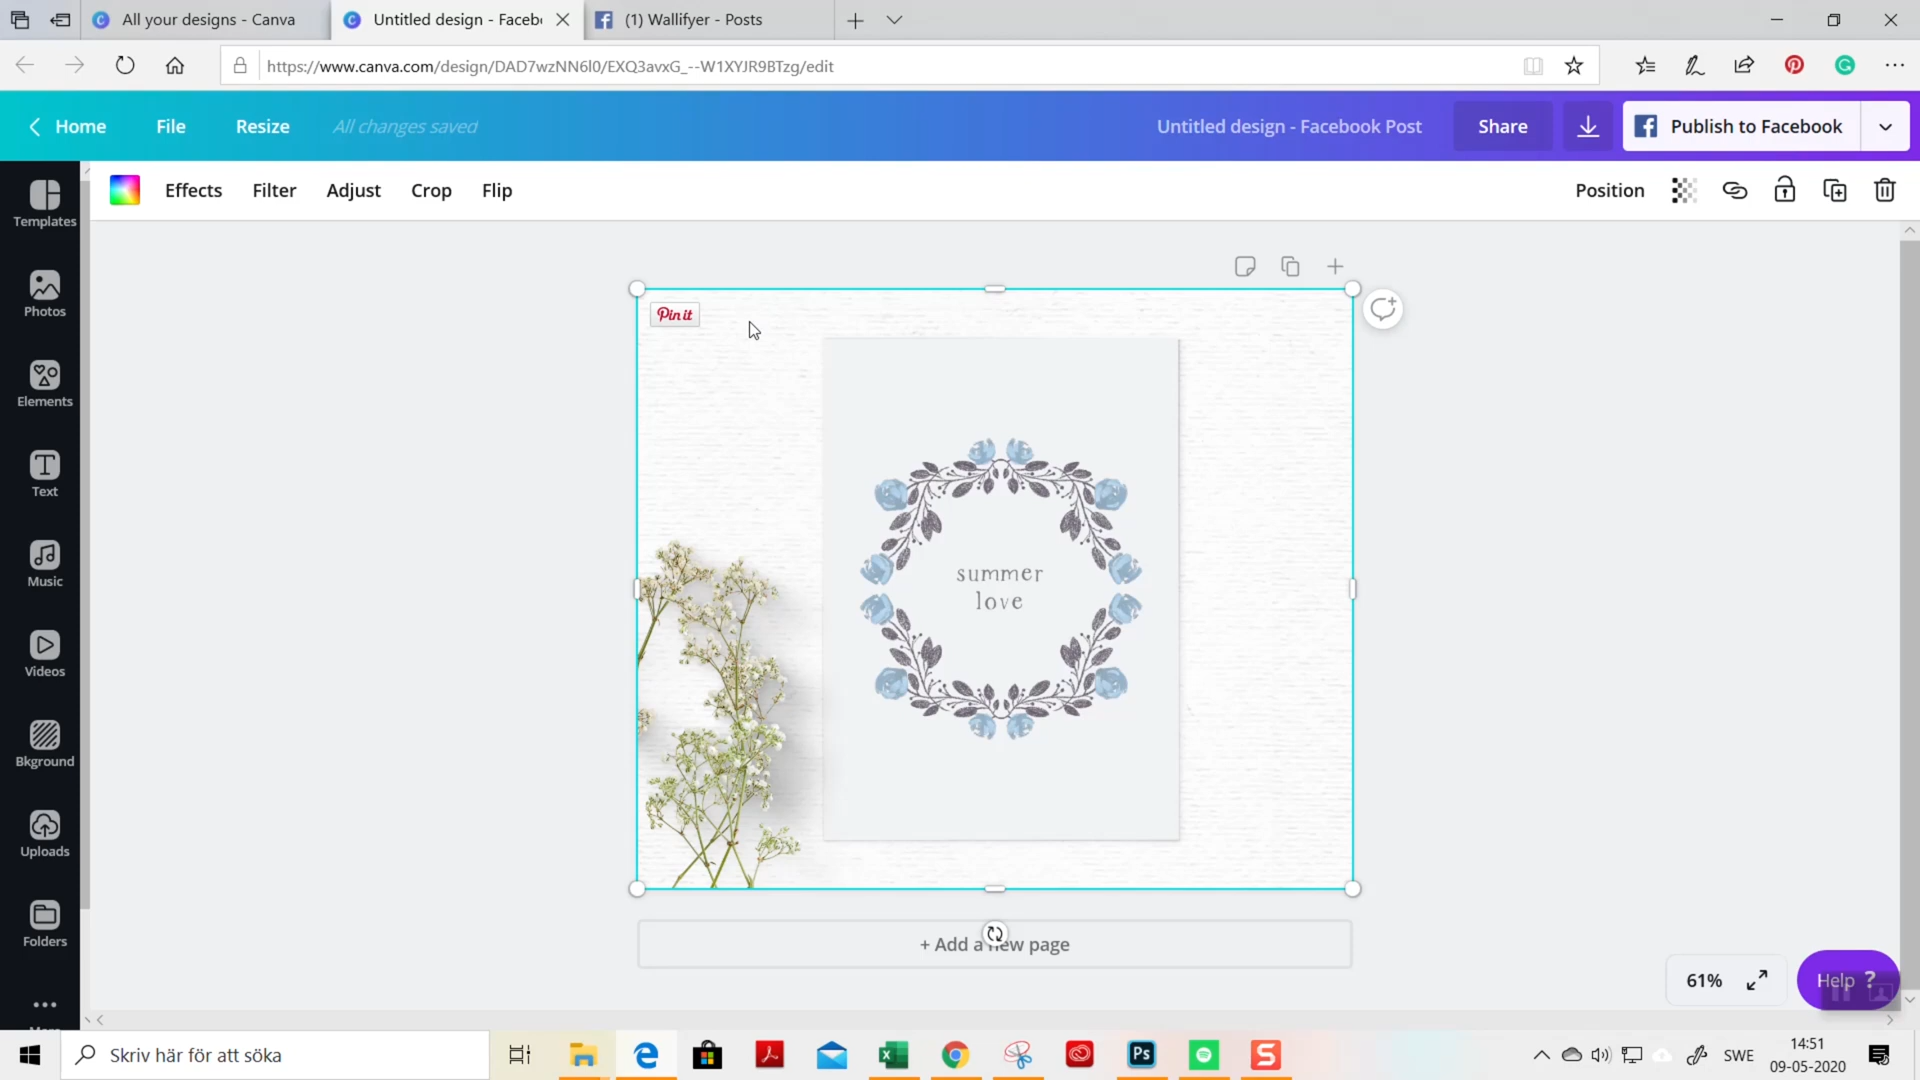 All your designs - Canva
Untitled design - Facebo
(1) Wallifyer - Posts
https://www.canva.com/design/DAD7wzNN6l0/EXQ3avxG_--W1XYJR9BTzg/edit
Home
File
Resize
All changes saved
Untitled design - Facebook Post
Share
Publish to Facebook
Effects
Filter
Adjust
Crop
Flip
Position
Templates
Photos
Elements
Text
Music
Videos
Bkground
Uploads
Folders
Pin it
summer
love
+ Add a new page
61%
Help ?
Skriv här för att söka
Ps
SWE
14:51
09-05-2020